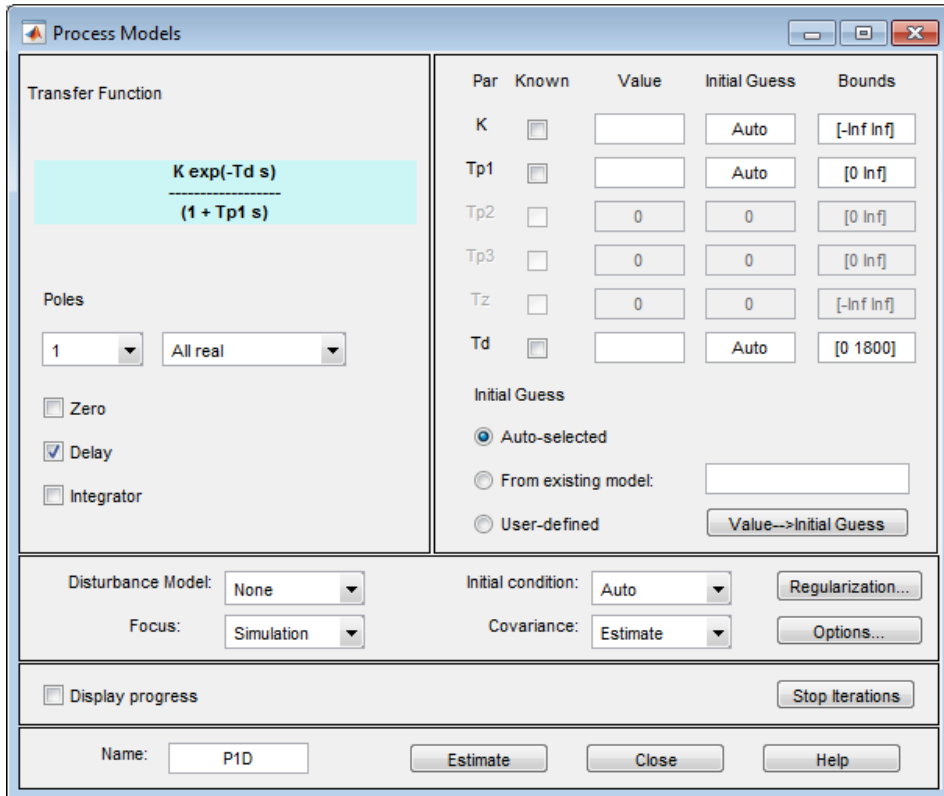 Process Models
Transfer Function
K exp(-Td s)
------------------
(1 + Tp1 s)
Poles
1 All real
Zero
Delay
Integrator
Par Known Value Initial Guess Bounds
K Auto [-Inf Inf]
Tp1 Auto [0 Inf]
Tp2 0 0 [0 Inf]
Tp3 0 0 [0 Inf]
Tz 0 0 [-Inf Inf]
Td Auto [0 1800]
Initial Guess
Auto-selected
From existing model:
User-defined Value-->Initial Guess
Disturbance Model: None Initial condition: Auto Regularization...
Focus: Simulation Covariance: Estimate Options...
Display progress Stop Iterations
Name: P1D Estimate Close Help